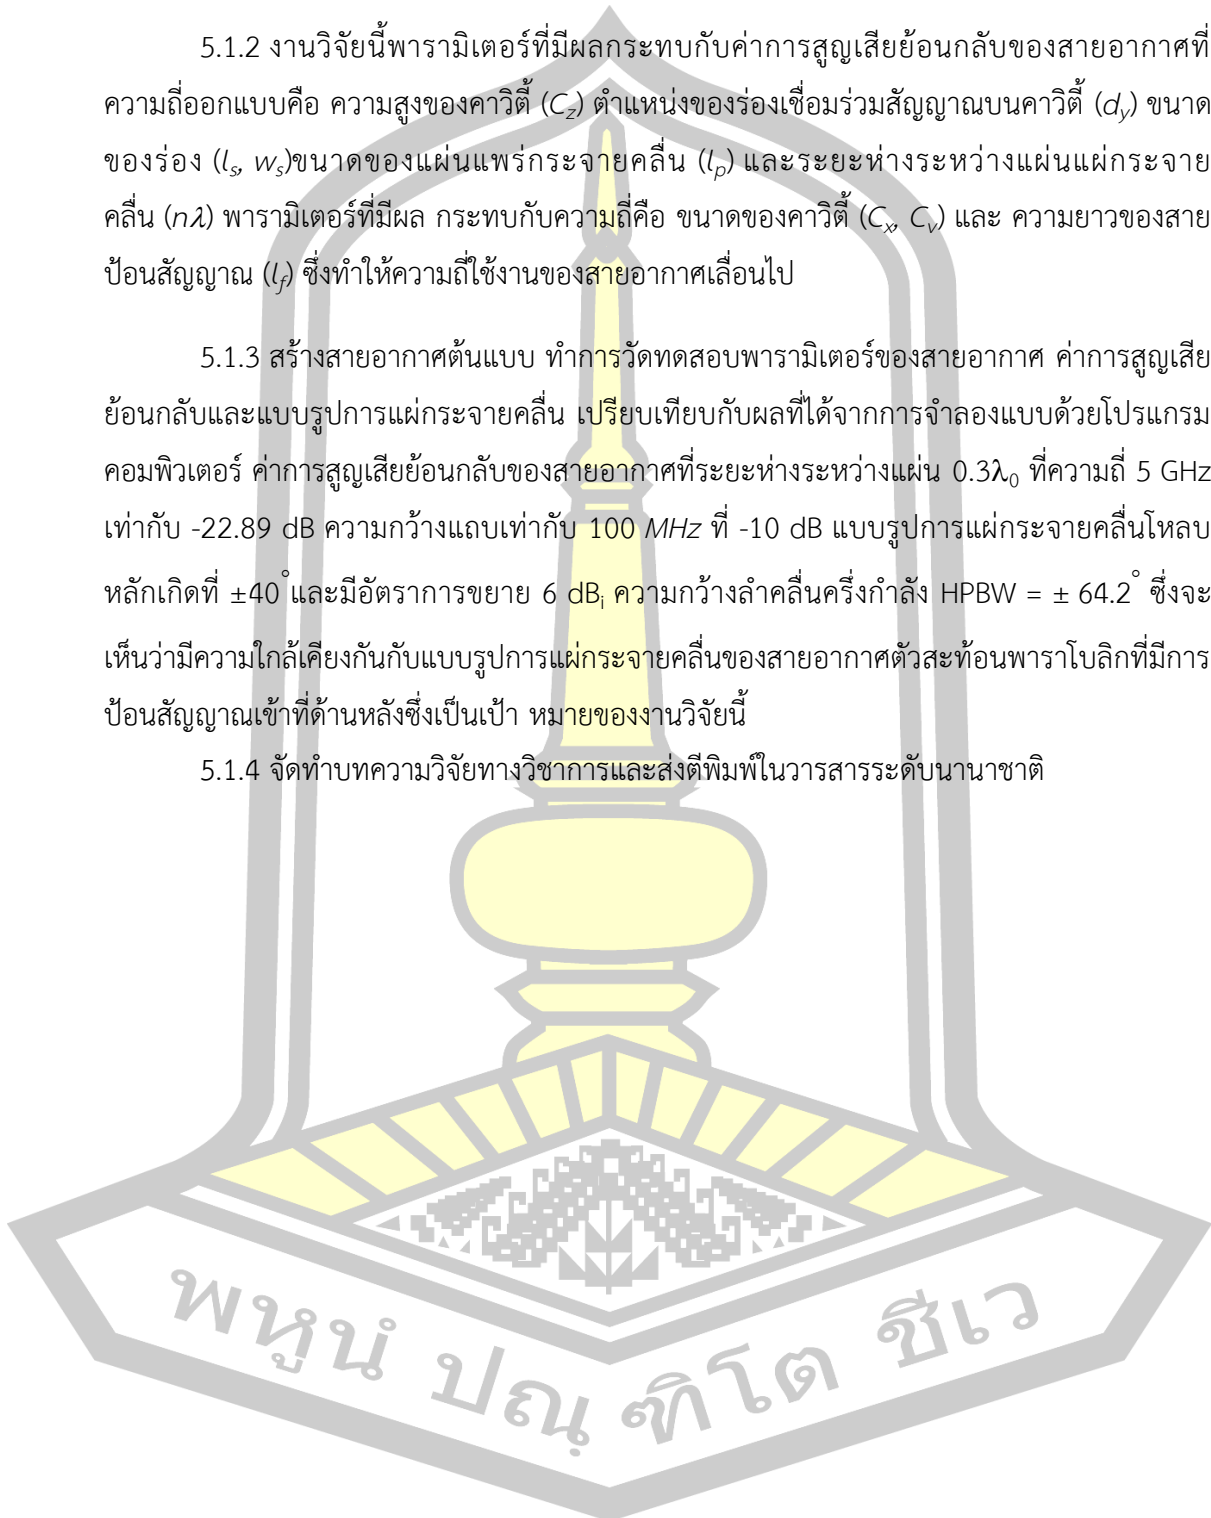 5.1.2 งานวิจัยนี้พารามิเตอร์ที่มีผลกระทบกับค่าการสูญเสียย้อนกลับของสายอากาศที่
ความถี่ออกแบบคือ ความสูงของคาวิตี้ (C_z) ตำแหน่งของร่องเชื่อมร่วมสัญญาณบนคาวิตี้ (d_y) ขนาด
ของร่อง (l_s, w_s)ขนาดของแผ่นแพร่กระจายคลื่น (l_p) และระยะห่างระหว่างแผ่นแผ่กระจาย
คลื่น (nλ) พารามิเตอร์ที่มีผล กระทบกับความถี่คือ ขนาดของคาวิตี้ (C_x, C_v) และ ความยาวของสาย
ป้อนสัญญาณ (l_f) ซึ่งทำให้ความถี่ใช้งานของสายอากาศเลื่อนไป
5.1.3 สร้างสายอากาศต้นแบบ ทำการวัดทดสอบพารามิเตอร์ของสายอากาศ ค่าการสูญเสีย
ย้อนกลับและแบบรูปการแผ่กระจายคลื่น เปรียบเทียบกับผลที่ได้จากการจำลองแบบด้วยโปรแกรม
คอมพิวเตอร์ ค่าการสูญเสียย้อนกลับของสายอากาศที่ระยะห่างระหว่างแผ่น 0.3λ₀ ที่ความถี่ 5 GHz
เท่ากับ -22.89 dB ความกว้างแถบเท่ากับ 100 MHz ที่ -10 dB แบบรูปการแผ่กระจายคลื่นโหลบ
หลักเกิดที่ ±40° และมีอัตราการขยาย 6 dBᵢ ความกว้างลำคลื่นครึ่งกำลัง HPBW = ± 64.2° ซึ่งจะ
เห็นว่ามีความใกล้เคียงกันกับแบบรูปการแผ่กระจายคลื่นของสายอากาศตัวสะท้อนพาราโบลิกที่มีการ
ป้อนสัญญาณเข้าที่ด้านหลังซึ่งเป็นเป้า หมายของงานวิจัยนี้
5.1.4 จัดทำบทความวิจัยทางวิชาการและส่งตีพิมพ์ในวารสารระดับนานาชาติ
พหูนํ ปณฺ ฑิโต ชีเว